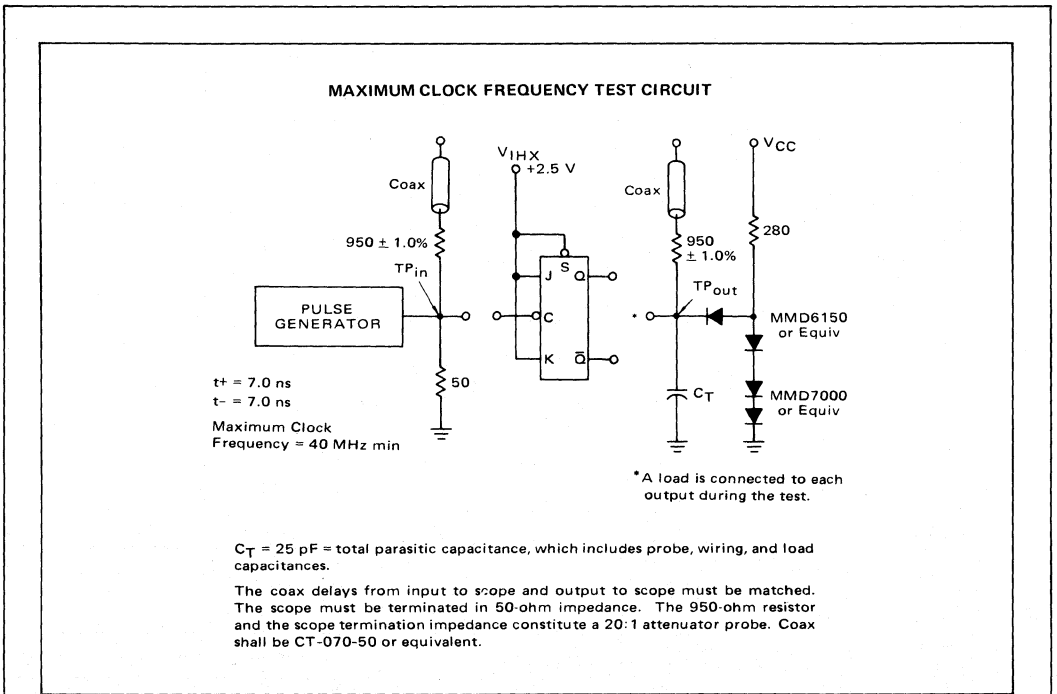 MAXIMUM CLOCK FREQUENCY TEST CIRCUIT
VIHX
+2.5 V
VCC
Coax
Coax
950 ± 1.0%
950
± 1.0%
280
TPin
TPout
S
J
Q
C
K
Q̅
PULSE
GENERATOR
*
MMD6150
or Equiv
50
CT
MMD7000
or Equiv
t+ = 7.0 ns
t- = 7.0 ns
Maximum Clock
Frequency = 40 MHz min
*A load is connected to each
output during the test.
CT = 25 pF = total parasitic capacitance, which includes probe, wiring, and load
capacitances.
The coax delays from input to scope and output to scope must be matched.
The scope must be terminated in 50-ohm impedance. The 950-ohm resistor
and the scope termination impedance constitute a 20:1 attenuator probe. Coax
shall be CT-070-50 or equivalent.